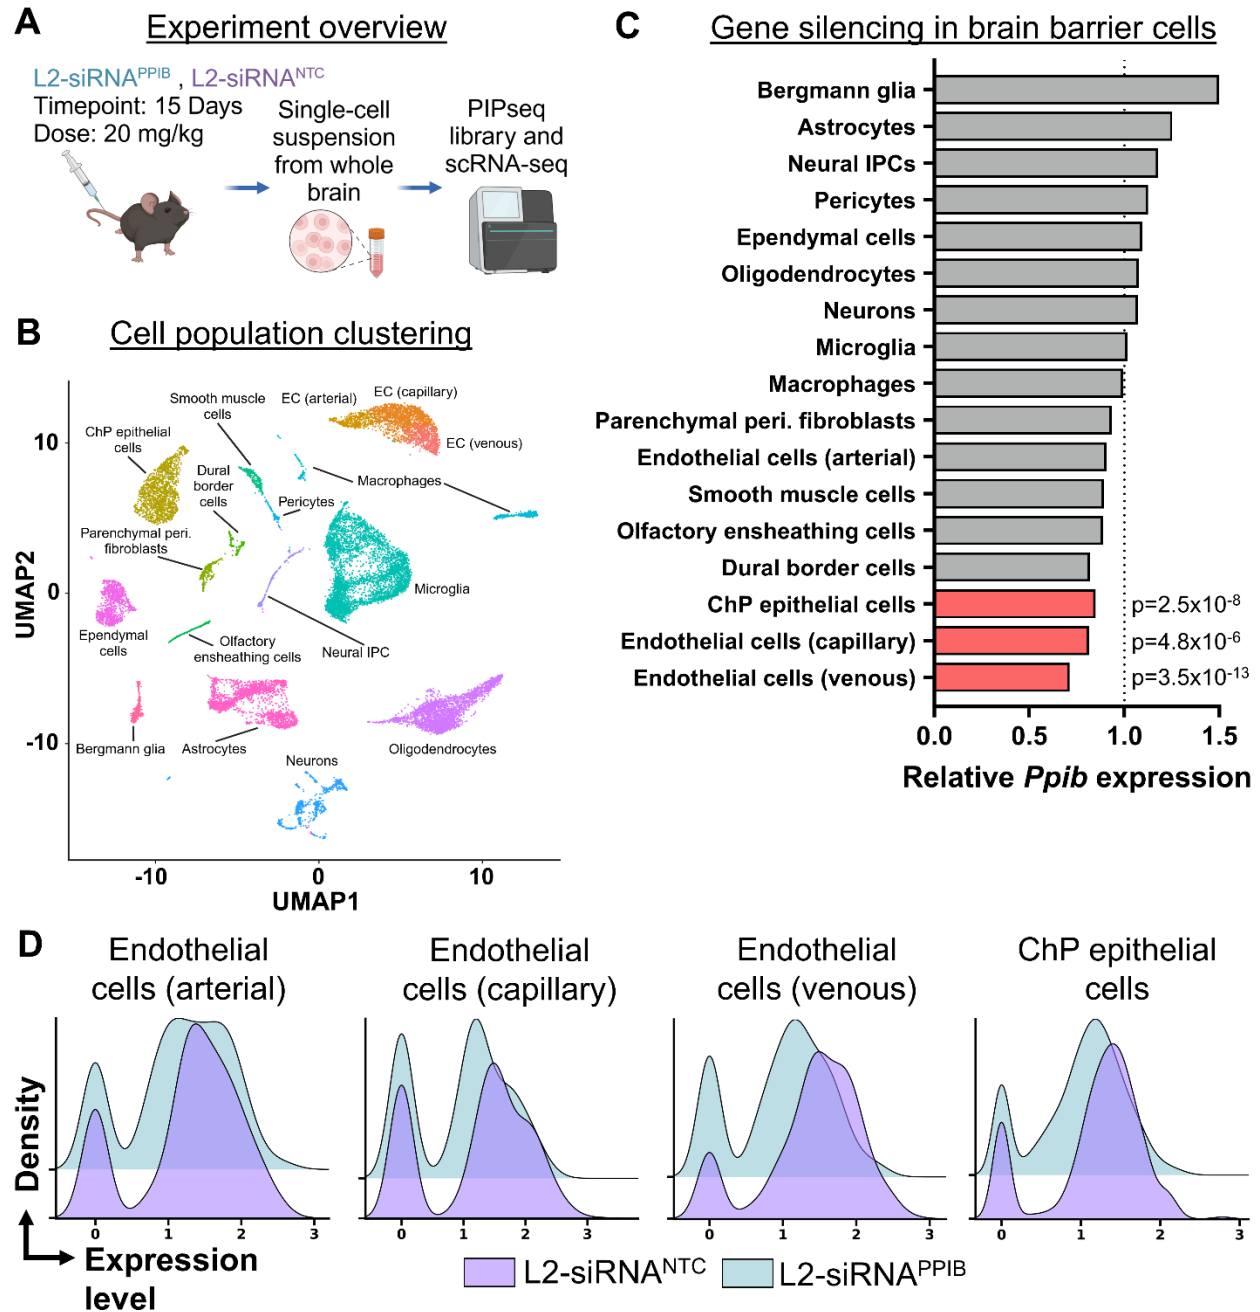 A
Experiment overview
L2-siRNA^PPIB , L2-siRNA^NTC
Timepoint: 15 Days
Dose: 20 mg/kg
Single-cell
suspension
from whole
brain
PIPseq
library and
scRNA-seq
B
Cell population clustering
UMAP2
10
0
-10
-10
0
10
UMAP1
Smooth muscle
cells
EC (arterial)
EC (capillary)
EC (venous)
ChP epithelial
cells
Dural
border
cells
Pericytes
Macrophages
Parenchymal peri.
fibroblasts
Microglia
Ependymal
cells
Olfactory
ensheathing cells
Neural IPC
Bergmann glia
Astrocytes
Oligodendrocytes
Neurons
C
Gene silencing in brain barrier cells
Bergmann glia
Astrocytes
Neural IPCs
Pericytes
Ependymal cells
Oligodendrocytes
Neurons
Microglia
Macrophages
Parenchymal peri. fibroblasts
Endothelial cells (arterial)
Smooth muscle cells
Olfactory ensheathing cells
Dural border cells
ChP epithelial cells p=2.5x10^-8
Endothelial cells (capillary) p=4.8x10^-6
Endothelial cells (venous) p=3.5x10^-13
0.0 0.5 1.0 1.5
Relative Ppib expression
D
Endothelial
cells (arterial)
Endothelial
cells (capillary)
Endothelial
cells (venous)
ChP epithelial
cells
Density
0 1 2 3
0 1 2 3
0 1 2 3
0 1 2 3
Expression
level
L2-siRNA^NTC
L2-siRNA^PPIB